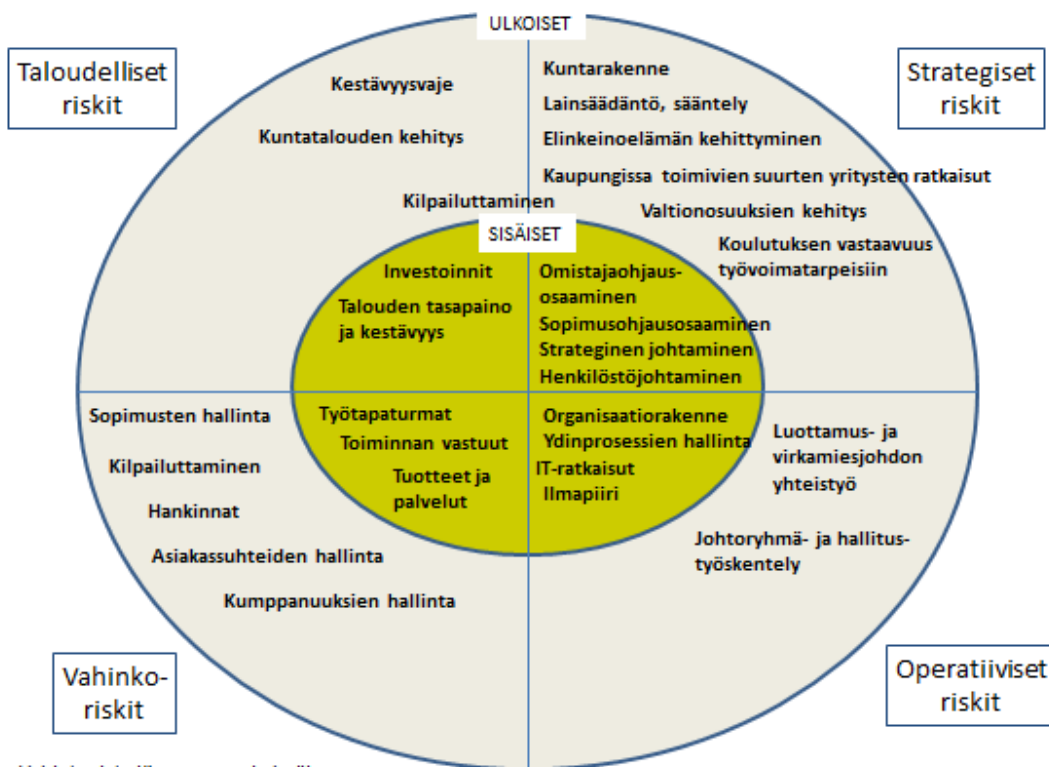 ULKOISET
Taloudelliset
riskit
Strategiset
riskit
Kestävyysvaje
Kuntatalouden kehitys
Kilpailuttaminen
Kuntarakenne
Lainsäädäntö, sääntely
Elinkeinoelämän kehittyminen
Kaupungissa toimivien suurten yritysten ratkaisut
Valtionosuuksien kehitys
Koulutuksen vastaavuus
työvoimatarpeisiin
SISÄISET
Investoinnit
Talouden tasapaino
ja kestävyys
Omistajaohjaus-
osaaminen
Sopimusohjausosaaminen
Strateginen johtaminen
Henkilöstöjohtaminen
Sopimusten hallinta
Kilpailuttaminen
Hankinnat
Asiakassuhteiden hallinta
Kumppanuuksien hallinta
Työtapaturmat
Toiminnan vastuut
Tuotteet ja
palvelut
Organisaatiorakenne
Ydinprosessien hallinta
IT-ratkaisut
Ilmapiiri
Luottamus- ja
virkamiesjohdon
yhteistyö
Johtoryhmä- ja hallitus-
työskentely
Vahinko-
riskit
Operatiiviset
riskit